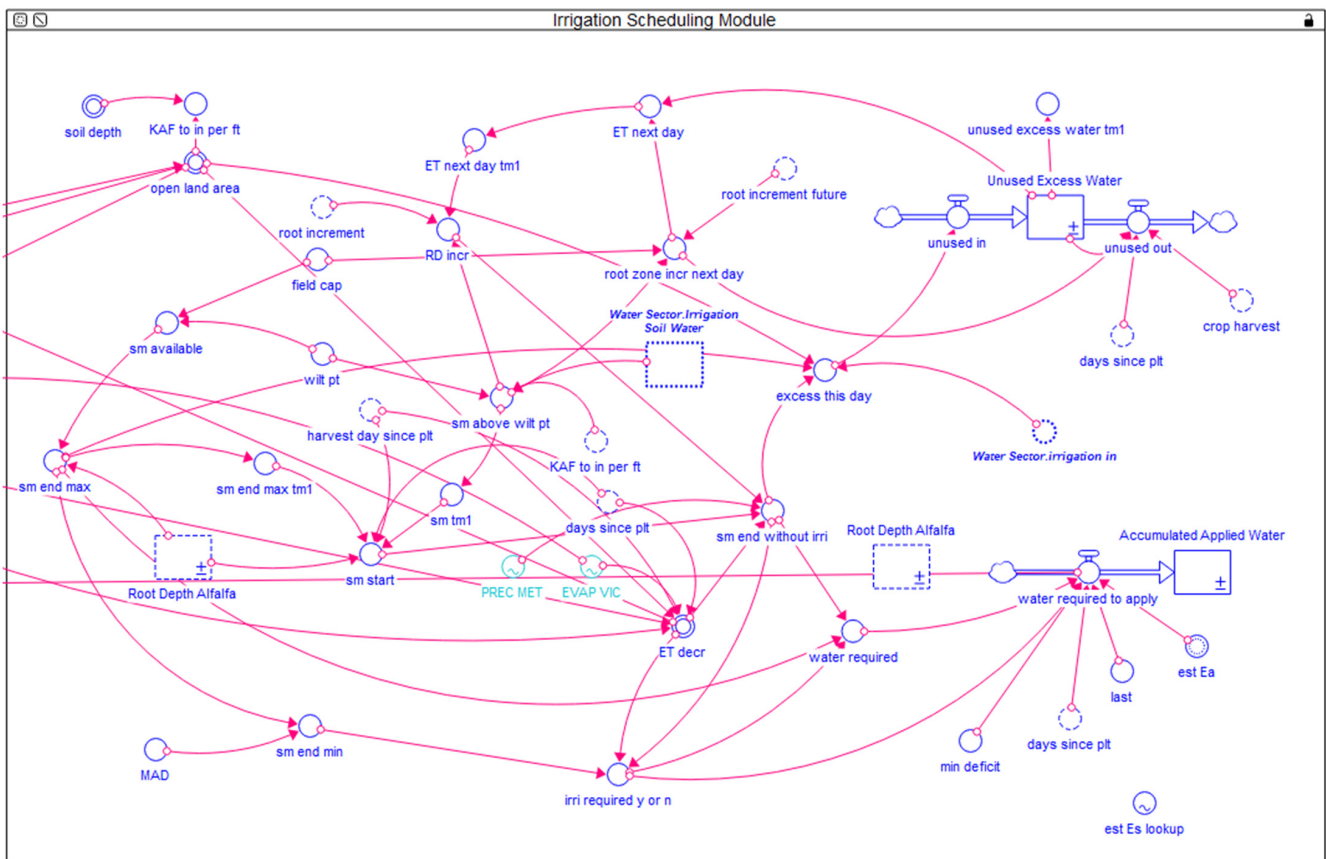 Irrigation Scheduling Module
soil depth
KAF to in per ft
ET next day
unused excess water tm1
ET next day tm1
open land area
root increment future
Unused Excess Water
root increment
unused in
unused out
RD incr
field cap
root zone incr next day
Water Sector.Irrigation
Soil Water
crop harvest
sm available
days since plt
wilt pt
excess this day
harvest day since plt
sm above wilt pt
KAF to in per ft
Water Sector.irrigation in
sm end max
sm end max tm1
sm tm1
days since plt
sm end without irri
Root Depth Alfalfa
Accumulated Applied Water
sm start
Root Depth Alfalfa
PREC MET
EVAP VIC
water required to apply
ET decr
water required
est Ea
last
sm end min
days since plt
MAD
min deficit
irri required y or n
est Es lookup